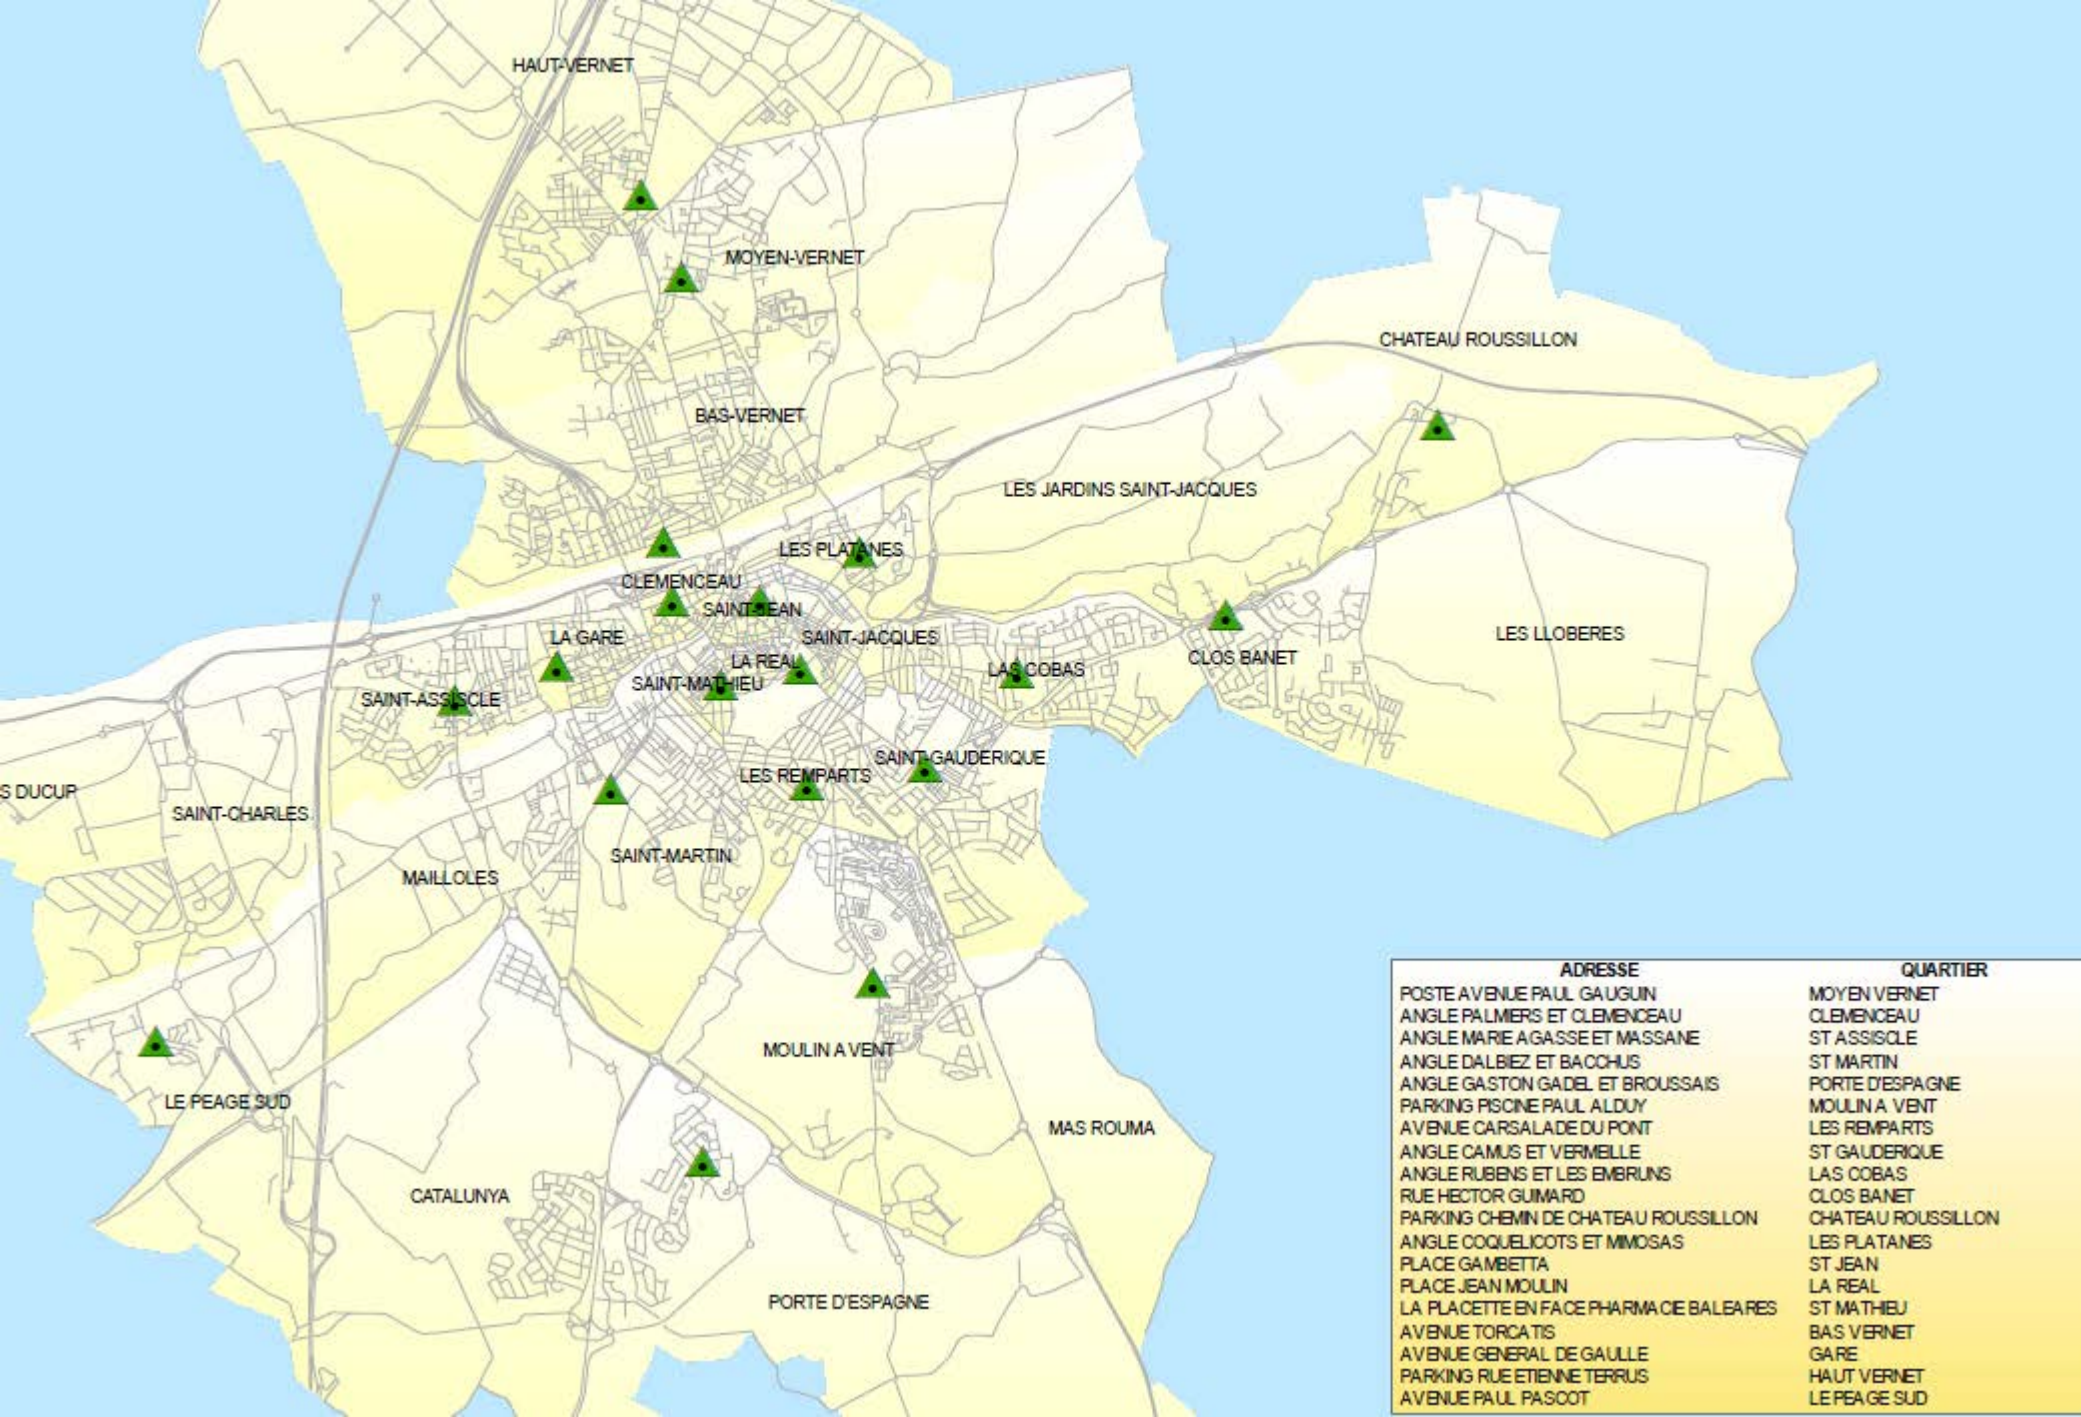 HAUT-VERNET
MOYEN-VERNET
CHATEAU ROUSSILLON
BAS-VERNET
LES JARDINS SAINT-JACQUES
LES PLATANES
CLEMENCEAU
SAINT-JEAN
LA GARE
SAINT-JACQUES
LES LLOBERES
CLOS BANET
LA REAL
LAS COBAS
SAINT-MATHIEU
SAINT-ASSISCLE
SAINT-GAUDERIQUE
LES REMPARTS
S DUCUP
SAINT-CHARLES
SAINT-MARTIN
MAILLOLES
MOULIN A VENT
LE PEAGE SUD
MAS ROUMA
CATALUNYA
PORTE D'ESPAGNE
ADRESSE QUARTIER
POSTE AVENUE PAUL GAUGUIN MOYEN VERNET
ANGLE PALMIERS ET CLEMENCEAU CLEMENCEAU
ANGLE MARIE AGASSE ET MASSANE ST ASSISCLE
ANGLE DALBIEZ ET BACCHUS ST MARTIN
ANGLE GASTON GADEL ET BROUSSAIS PORTE D'ESPAGNE
PARKING PISCINE PAUL ALDUY MOULIN A VENT
AVENUE CARSALADE DU PONT LES REMPARTS
ANGLE CAMUS ET VERMEILLE ST GAUDERIQUE
ANGLE RUBENS ET LES EMBRUNS LAS COBAS
RUE HECTOR GUIMARD CLOS BANET
PARKING CHEMIN DE CHATEAU ROUSSILLON CHATEAU ROUSSILLON
ANGLE COQUELICOTS ET MIMOSAS LES PLATANES
PLACE GAMBETTA ST JEAN
PLACE JEAN MOULIN LA REAL
LA PLACETTE EN FACE PHARMACIE BALEARES ST MATHIEU
AVENUE TORCATIS BAS VERNET
AVENUE GENERAL DE GAULLE GARE
PARKING RUE ETIENNE TERRUS HAUT VERNET
AVENUE PAUL PASCOT LE PEAGE SUD